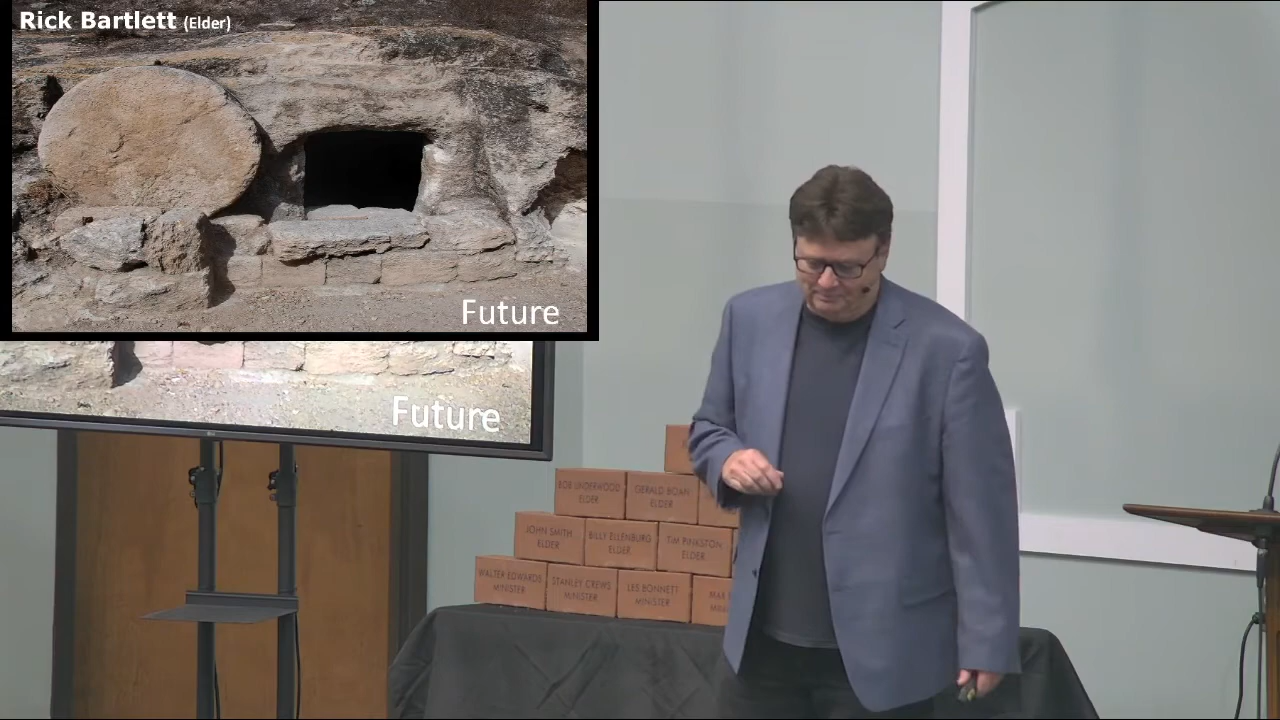 Rick Bartlett (Elder)
Future
Future
BOB UNDERWOOD
ELDER
GERALD BOAN
ELDER
JOHN SMITH
ELDER
BILLY ELLENBURG
ELDER
TIM PINKSTON
ELDER
WALTER EDWARDS
MINISTER
STANLEY CREWS
MINISTER
LES BONNETT
MINISTER